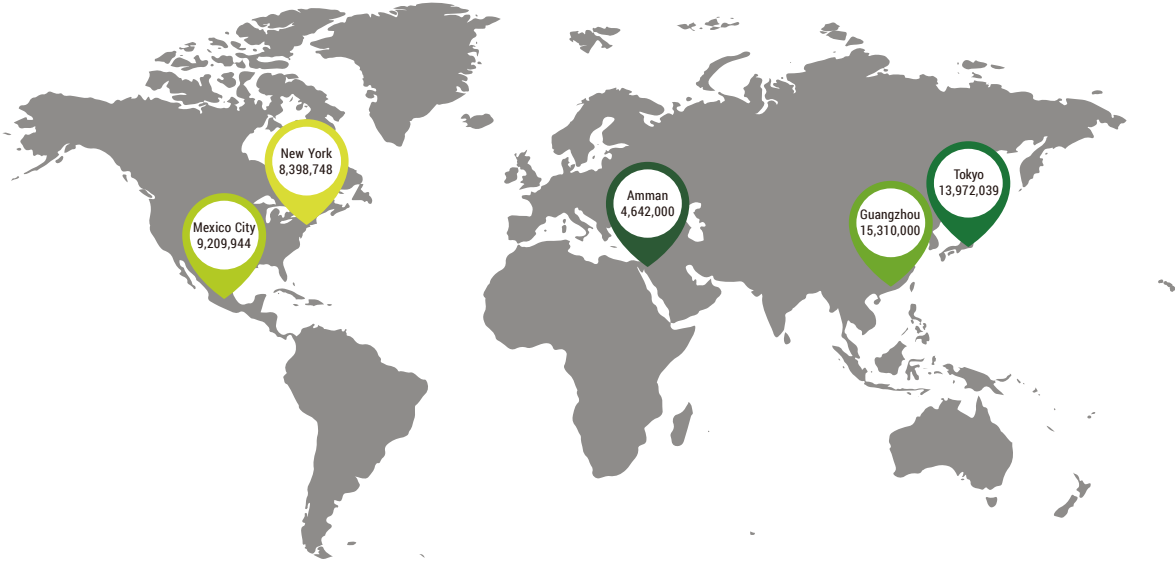 New York
8,398,748
Mexico City
9,209,944
Amman
4,642,000
Guangzhou
15,310,000
Tokyo
13,972,039